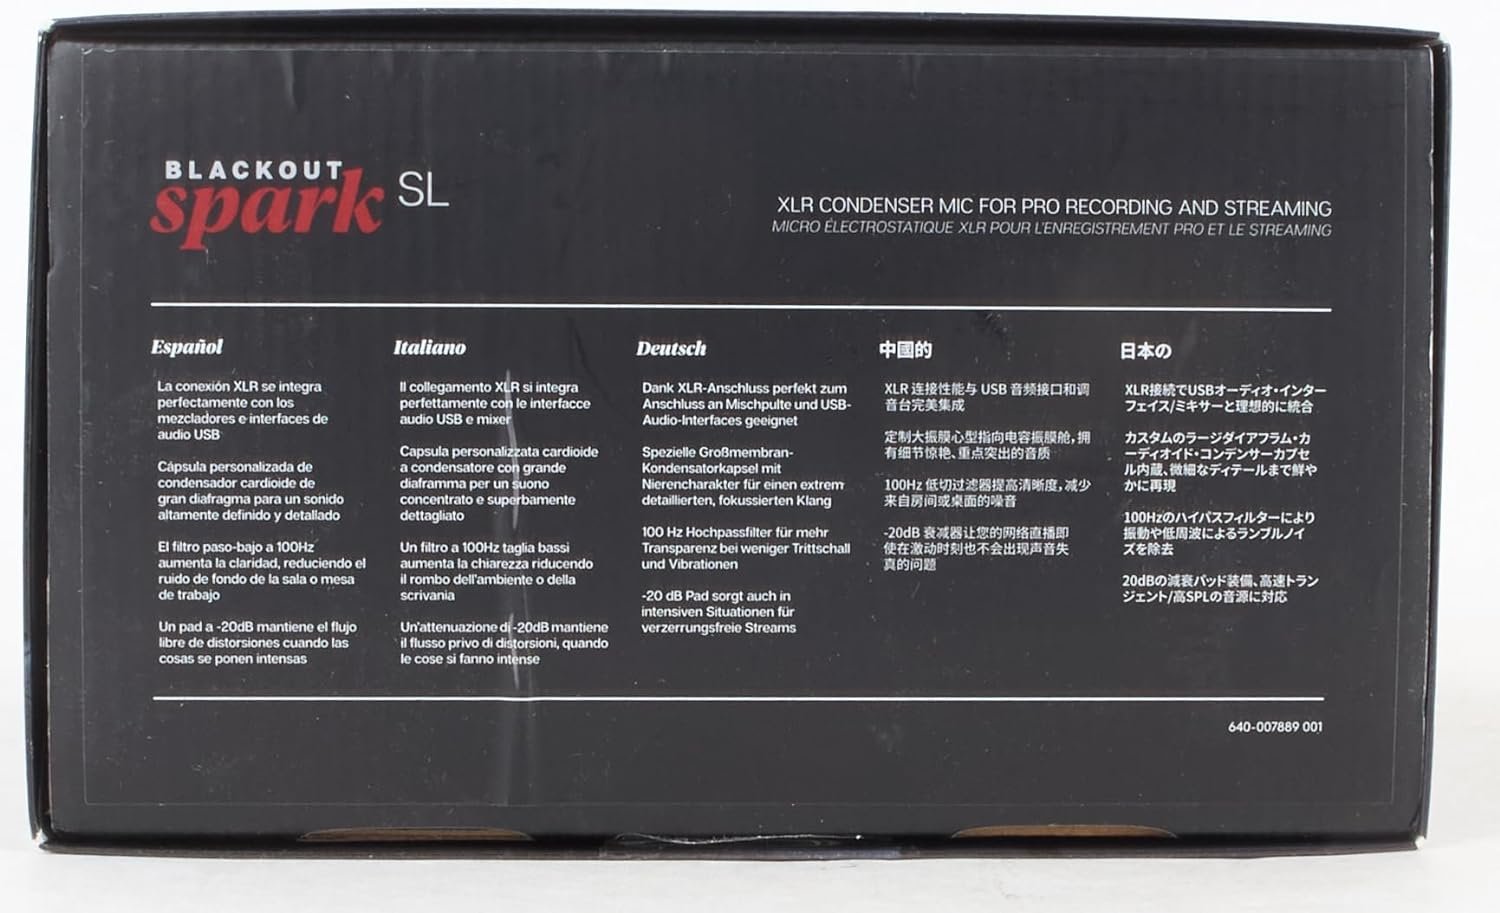 BLACKOUT
spark SL
XLR CONDENSER MIC FOR PRO RECORDING AND STREAMING
MICRO ÉLECTROSTATIQUE XLR POUR L'ENREGISTREMENT PRO ET LE STREAMING
Español
La conexión XLR se integra
perfectamente con los
mezcladores e interfaces de
audio USB
Cápsula personalizada de
condensador cardioide de
gran diafragma para un sonido
altamente definido y detallado
El filtro paso-bajo a 100Hz
aumenta la claridad, reduciendo el
ruido de fondo de la sala o mesa
de trabajo
Un pad a -20dB mantiene el flujo
libre de distorsiones cuando las
cosas se ponen intensas
Italiano
Il collegamento XLR si integra
perfettamente con le interfacce
audio USB e mixer
Capsula personalizzata cardioide
a condensatore con grande
diaframma per un suono
concentrato e superbamente
dettagliato
Un filtro a 100Hz taglia bassi
aumenta la chiarezza riducendo
il rombo dell'ambiente o della
scrivania
Un'attenuazione di -20dB mantiene
il flusso privo di distorsioni, quando
le cose si fanno intense
Deutsch
Dank XLR-Anschluss perfekt zum
Anschluss an Mischpulte und USB-
Audio-Interfaces geeignet
Spezielle Großmembran-
Kondensatorkapsel mit
Nierencharakter für einen extrem
detaillierten, fokussierten Klang
100 Hz Hochpassfilter für mehr
Transparenz bei weniger Trittschall
und Vibrationen
-20 dB Pad sorgt auch in
intensiven Situationen für
verzerrungsfreie Streams
中國的
XLR 连接性能与 USB 音频接口和调
音台完美集成
定制大振膜心型指向电容振膜舱，拥
有细节惊艳、重点突出的音质
100Hz 低切过滤器提高清晰度，减少
来自房间或桌面的噪音
-20dB 衰减器让您的网络直播即
使在激动时刻也不会出现声音失
真的问题
日本の
XLR接続でUSBオーディオ・インター
フェイス/ミキサーと理想的に統合
カスタムのラージダイアフラム・カ
ーディオイド・コンデンサーカプセ
ル内蔵、微細なディテールまで鮮や
かに再現
100Hzのハイパスフィルターにより
振動や低周波によるランブルノイ
ズを除去
20dBの減衰パッド装備、高速トラン
ジェント/高SPLの音源に対応
640-007889 001